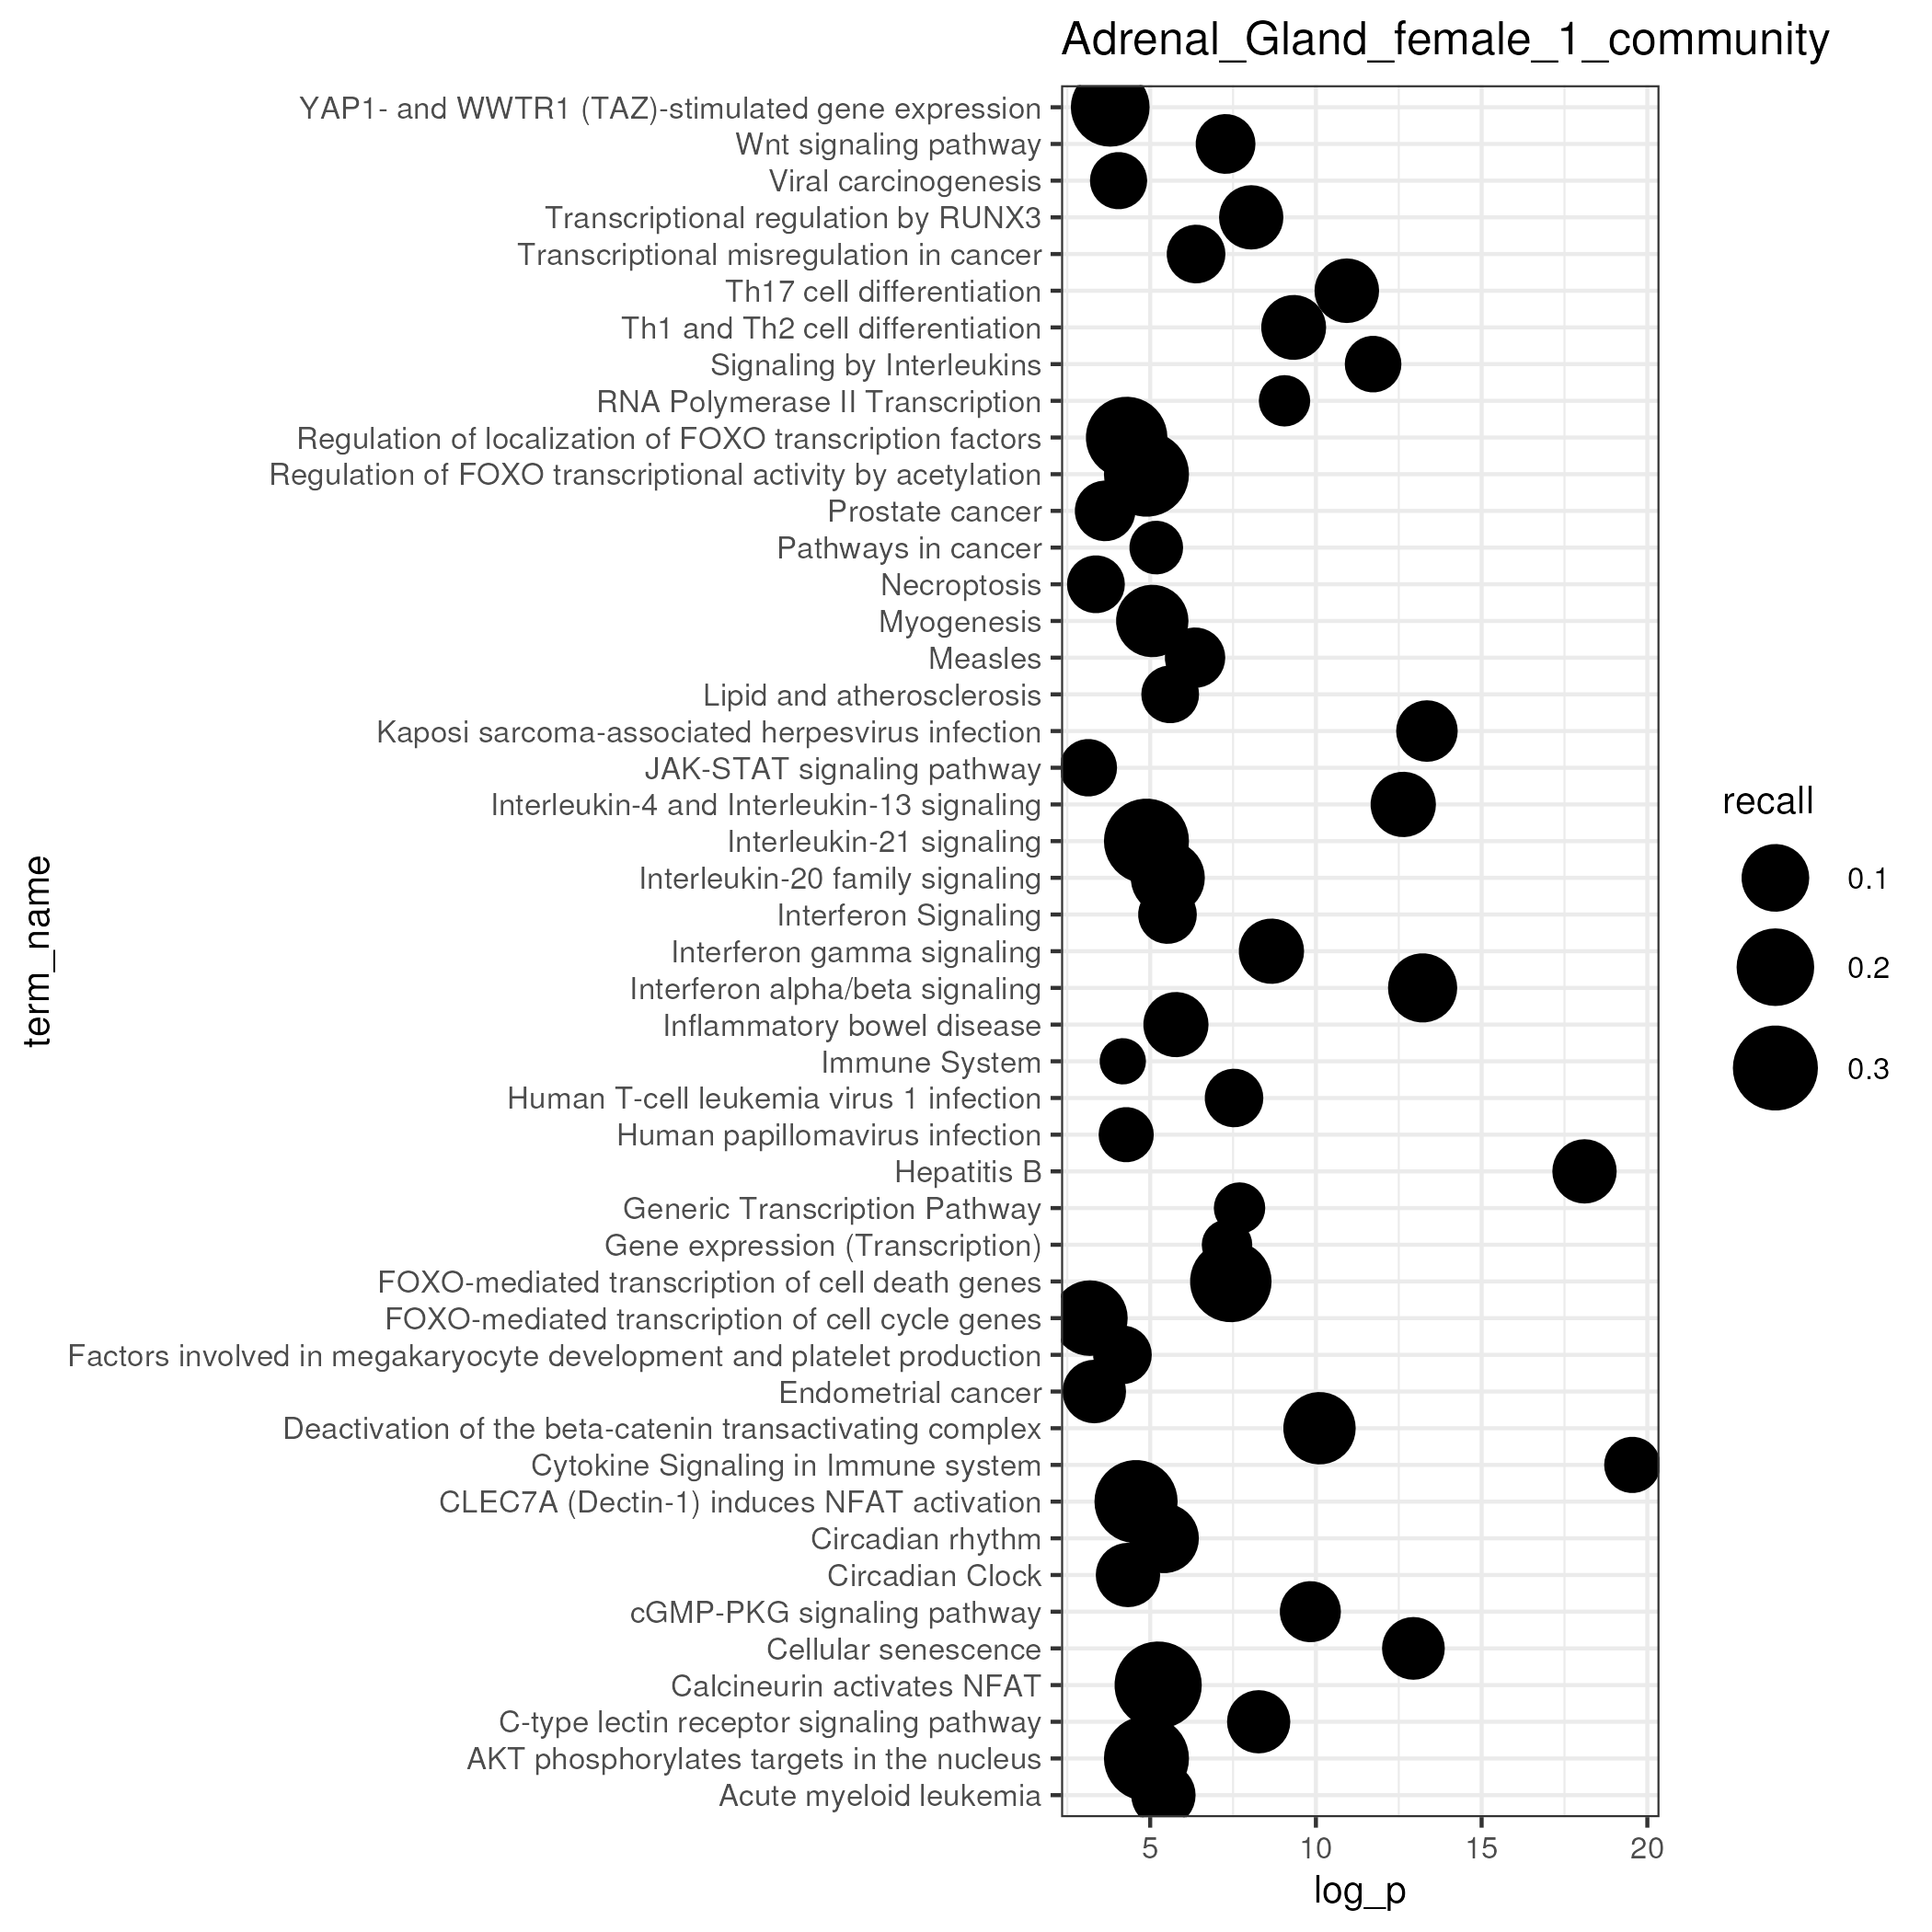 Adrenal_Gland_female_1_community
YAP1- and WWTR1 (TAZ)-stimulated gene expression
Wnt signaling pathway
Viral carcinogenesis
Transcriptional regulation by RUNX3
Transcriptional misregulation in cancer
Th17 cell differentiation
Th1 and Th2 cell differentiation
Signaling by Interleukins
RNA Polymerase II Transcription
Regulation of localization of FOXO transcription factors
Regulation of FOXO transcriptional activity by acetylation
Prostate cancer
Pathways in cancer
Necroptosis
Myogenesis
Measles
Lipid and atherosclerosis
Kaposi sarcoma-associated herpesvirus infection
JAK-STAT signaling pathway
Interleukin-4 and Interleukin-13 signaling
Interleukin-21 signaling
Interleukin-20 family signaling
Interferon Signaling
Interferon gamma signaling
Interferon alpha/beta signaling
Inflammatory bowel disease
Immune System
Human T-cell leukemia virus 1 infection
Human papillomavirus infection
Hepatitis B
Generic Transcription Pathway
Gene expression (Transcription)
FOXO-mediated transcription of cell death genes
FOXO-mediated transcription of cell cycle genes
Factors involved in megakaryocyte development and platelet production
Endometrial cancer
Deactivation of the beta-catenin transactivating complex
Cytokine Signaling in Immune system
CLEC7A (Dectin-1) induces NFAT activation
Circadian rhythm
Circadian Clock
cGMP-PKG signaling pathway
Cellular senescence
Calcineurin activates NFAT
C-type lectin receptor signaling pathway
AKT phosphorylates targets in the nucleus
Acute myeloid leukemia
term_name
5 10 15 20
log_p
recall
0.1
0.2
0.3